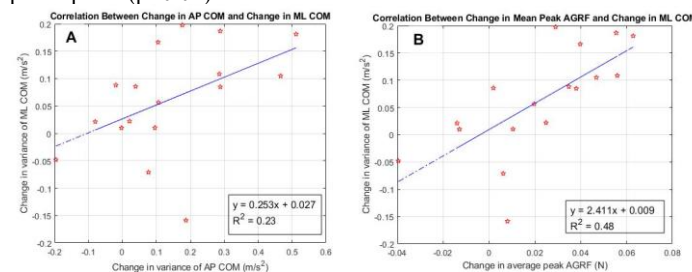 Correlation Between Change in AP COM and Change in ML COM
A
Change in variance of ML COM (m/s²)
0.2
0.15
0.1
0.05
0
-0.05
-0.1
-0.15
-0.2
-0.2 -0.1 0 0.1 0.2 0.3 0.4 0.5 0.6
Change in variance of AP COM (m/s²)
y = 0.253x + 0.027
R² = 0.23
Correlation Between Change in Mean Peak AGRF and Change in ML COM
B
Change in variance of ML COM (m/s²)
0.2
0.15
0.1
0.05
0
-0.05
-0.1
-0.15
-0.2
-0.04 -0.02 0 0.02 0.04 0.06 0.08
Change in average peak AGRF (N)
y = 2.411x + 0.009
R² = 0.48